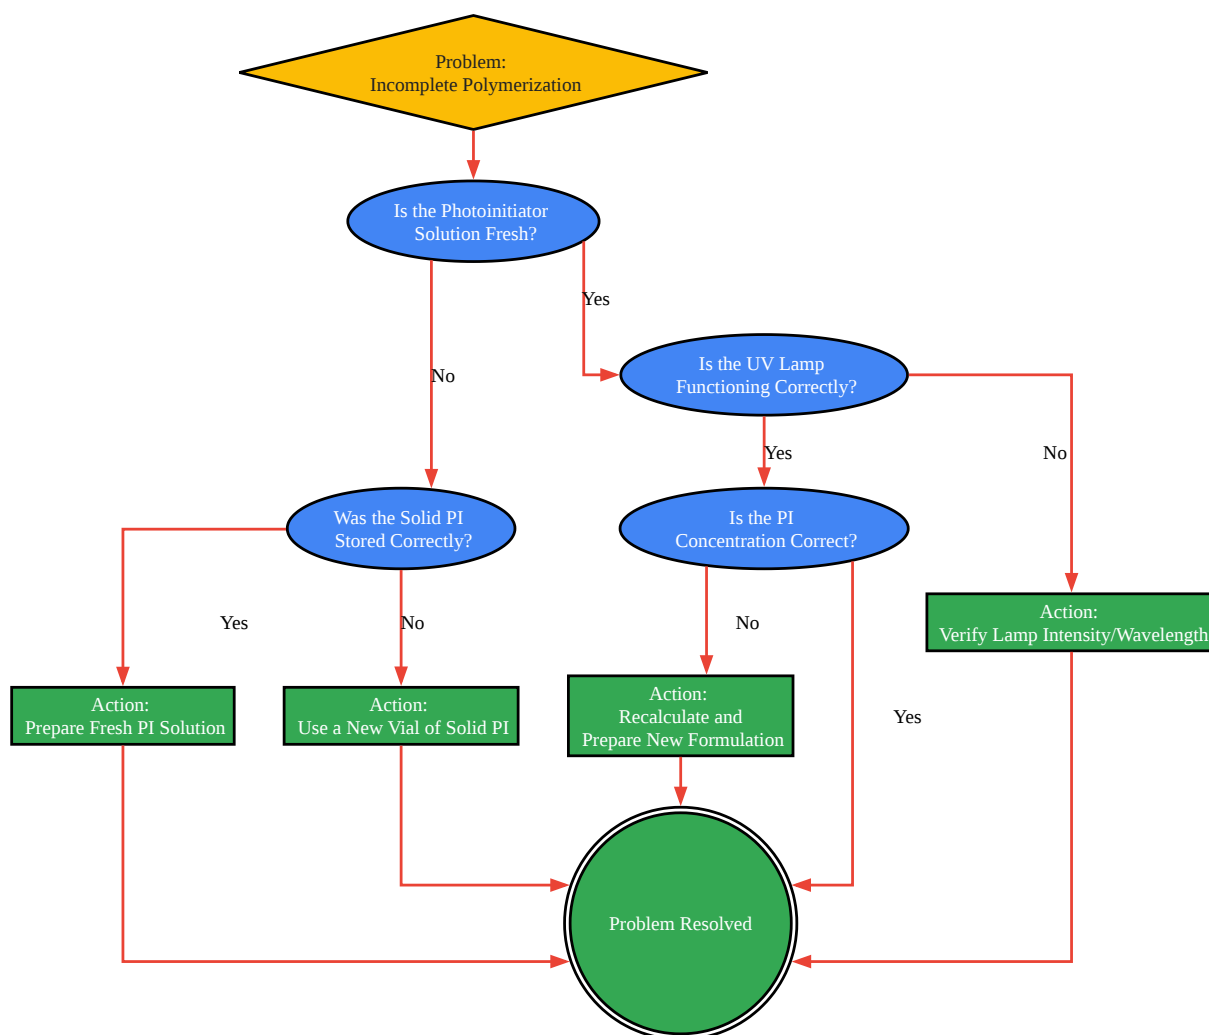 Problem:
Incomplete Polymerization
Is the Photoinitiator
Solution Fresh?
Yes
No
Is the UV Lamp
Functioning Correctly?
Yes
No
Was the Solid PI
Stored Correctly?
Is the PI
Concentration Correct?
Yes
No
No
Yes
Action:
Verify Lamp Intensity/Wavelength
Action:
Prepare Fresh PI Solution
Action:
Use a New Vial of Solid PI
Action:
Recalculate and
Prepare New Formulation
Problem Resolved